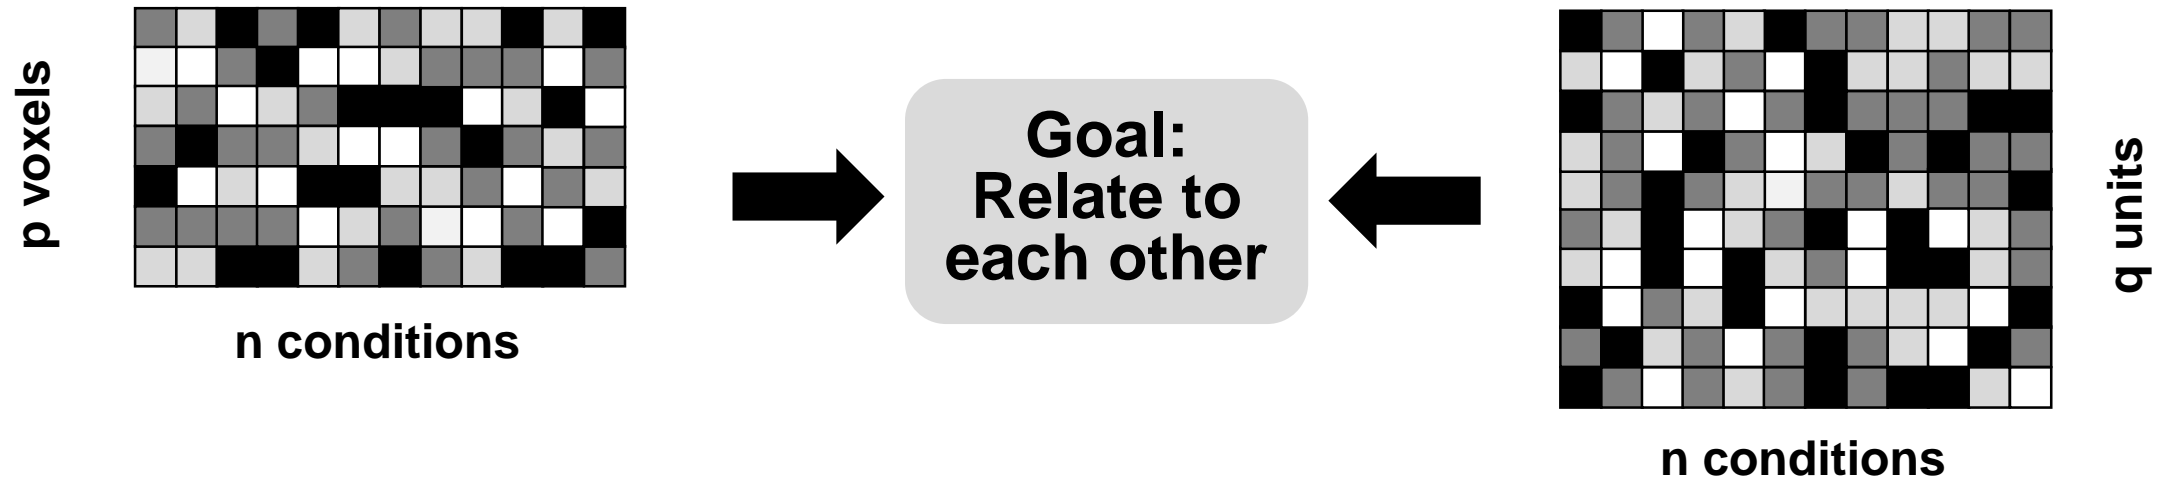 p voxels
n conditions
Goal:
Relate to
each other
q units
n conditions